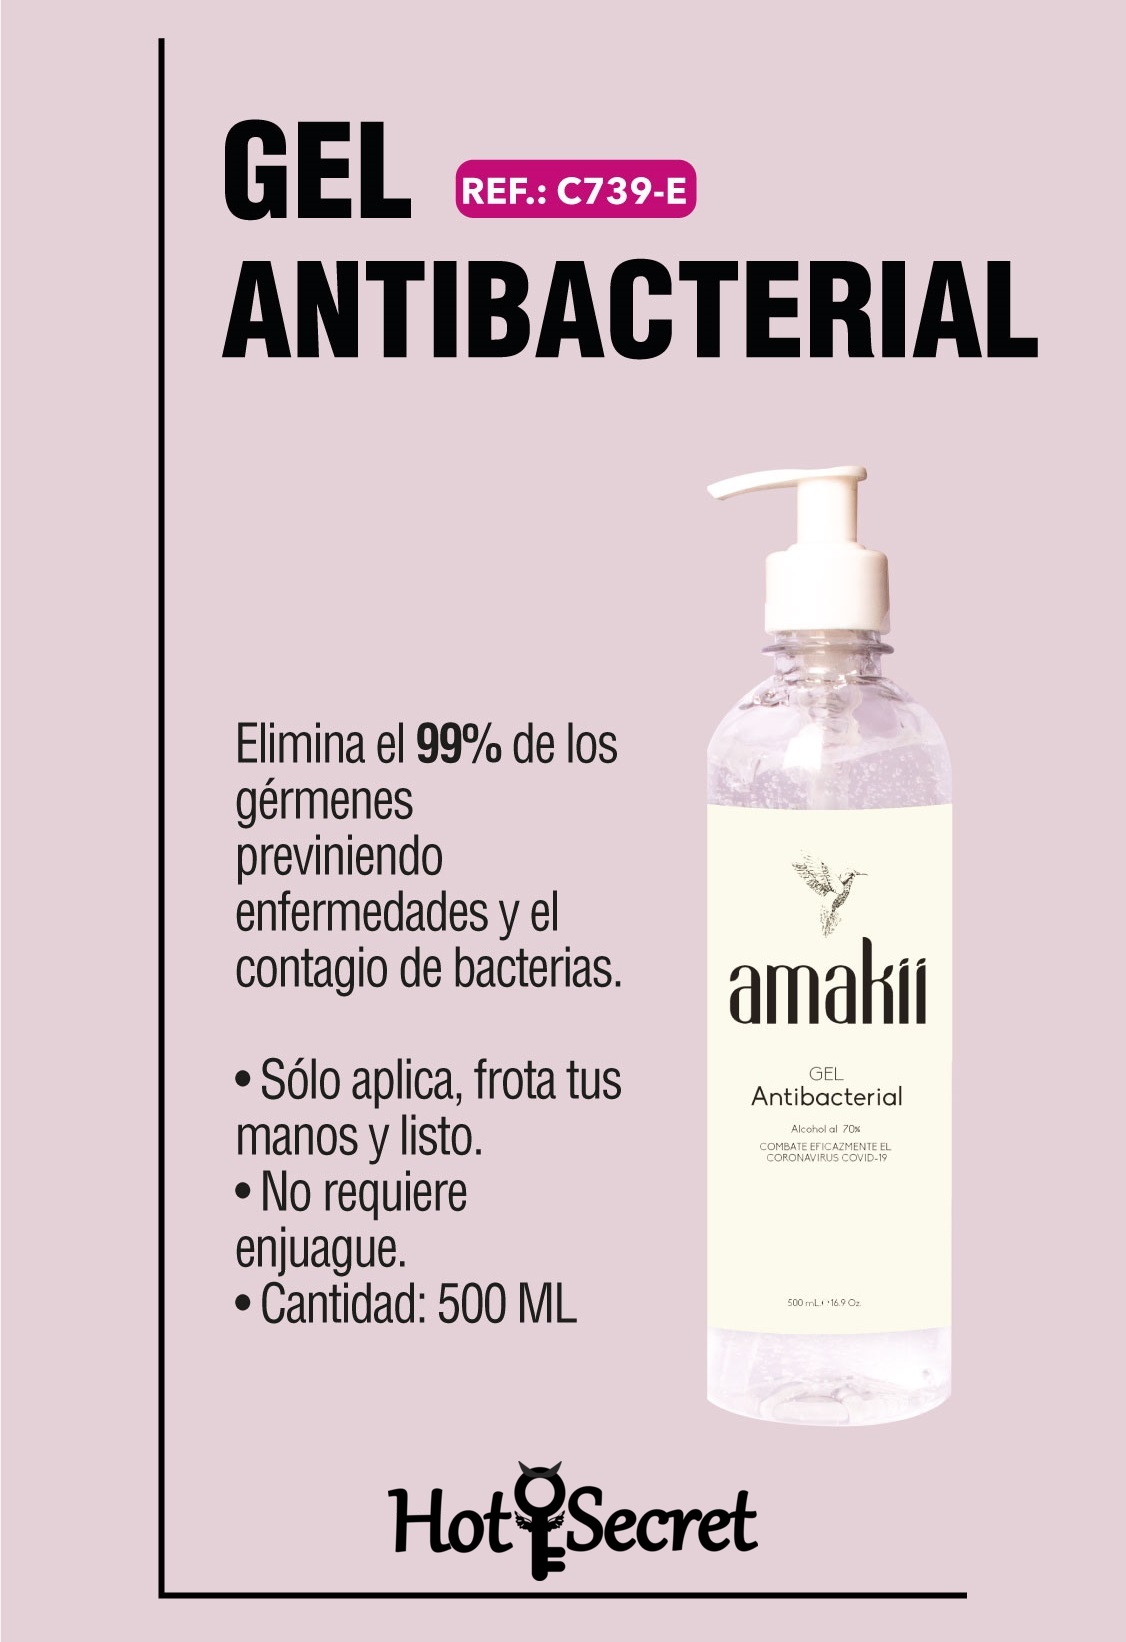 GEL
REF.: C739-E
ANTIBACTERIAL
Elimina el 99% de los
gérmenes
previniendo
enfermedades y el
contagio de bacterias.
• Sólo aplica, frota tus
manos y listo.
• No requiere
enjuague.
• Cantidad: 500 ML
amakii
GEL
Antibacterial
Alcohol al 70%
COMBATE EFICAZMENTE EL
CORONAVIRUS COVID-19
500 mL 16.9 Oz.
Hot Secret